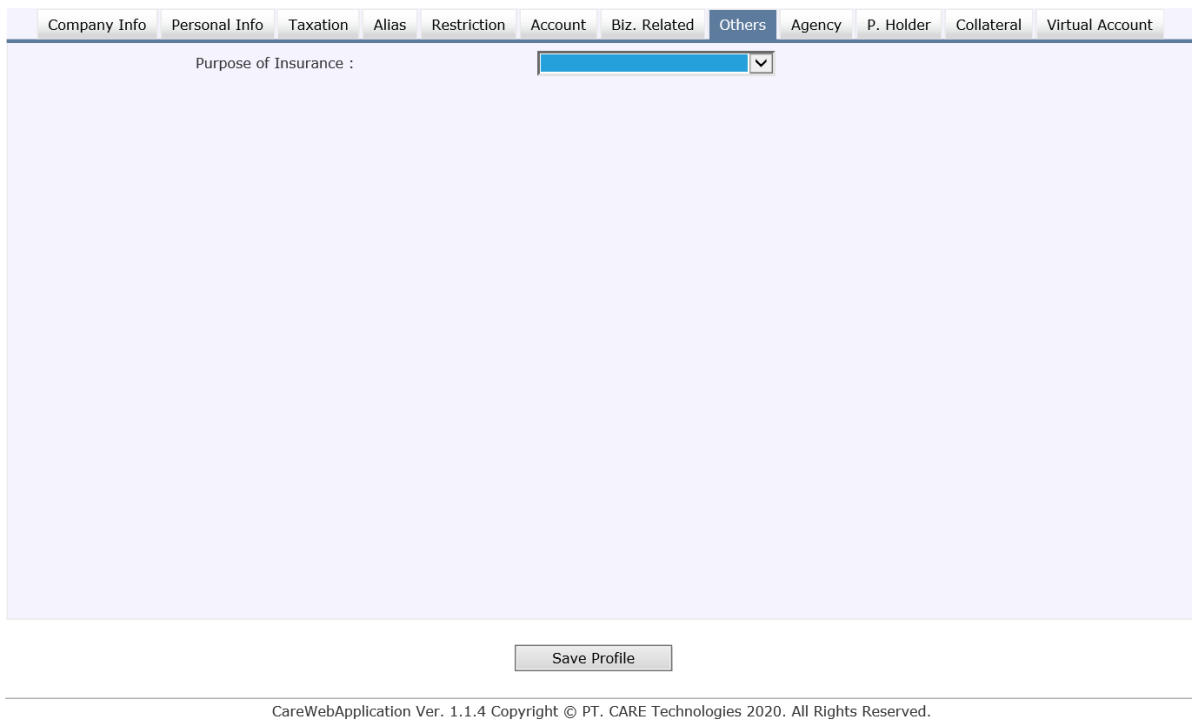 Company Info Personal Info Taxation Alias Restriction Account Biz. Related Others Agency P. Holder Collateral Virtual Account
Purpose of Insurance :
Save Profile
CareWebApplication Ver. 1.1.4 Copyright © PT. CARE Technologies 2020. All Rights Reserved.